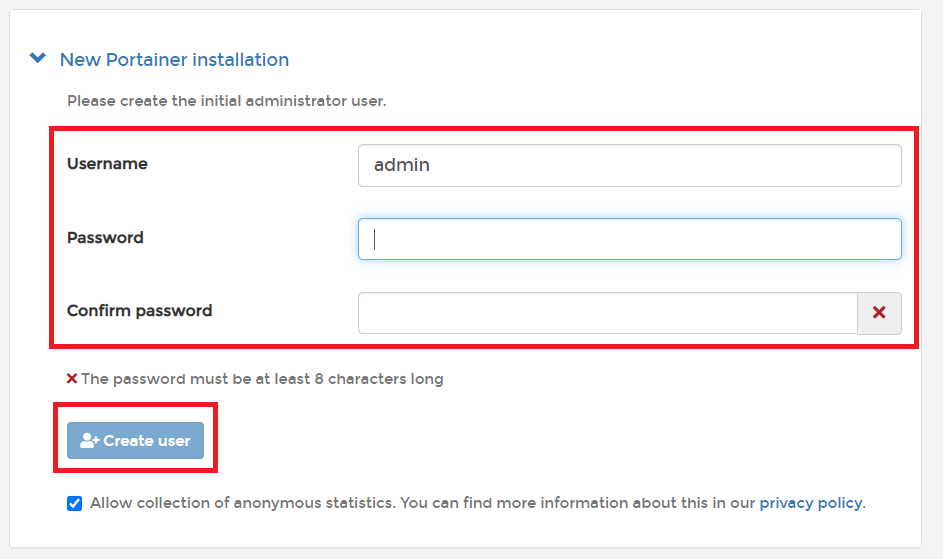 New Portainer installation
Please create the initial administrator user.
Username
admin
Password
Confirm password
The password must be at least 8 characters long
Create user
Allow collection of anonymous statistics. You can find more information about this in our privacy policy.